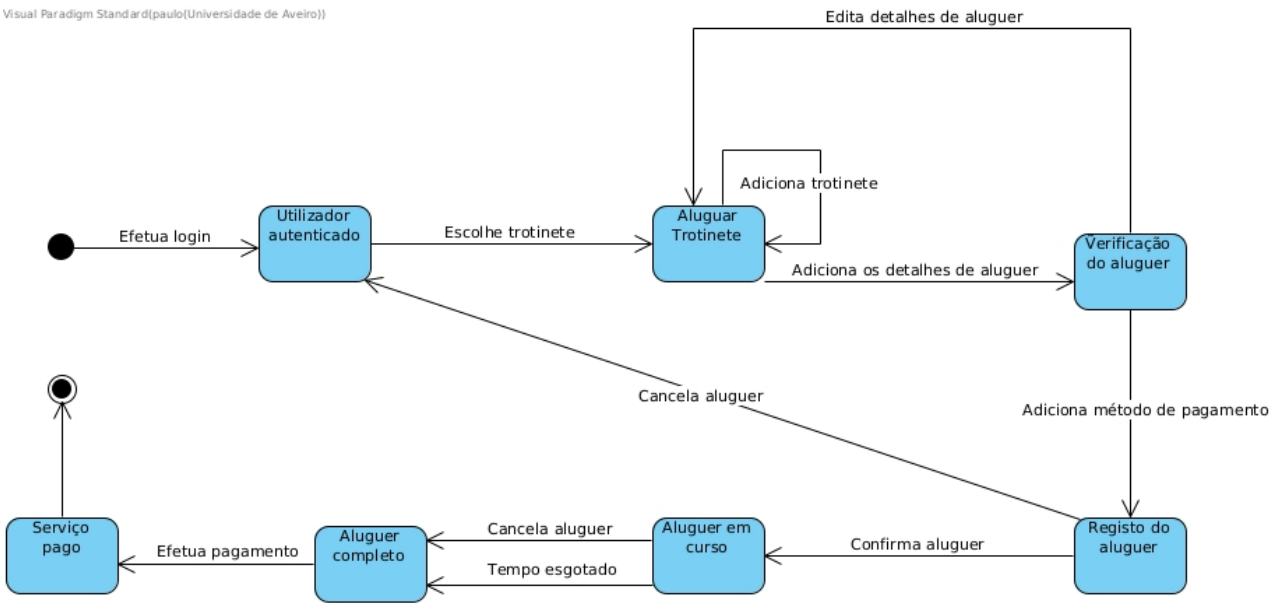 Visual Paradigm Standard(paulo(Universidade de Aveiro))
Edita detalhes de aluguer
Adiciona trotinete
Efetua login
Utilizador
autenticado
Escolhe trotinete
Aluguar
Trotinete
Adiciona os detalhes de aluguer
Verificação
do aluguer
Cancela aluguer
Adiciona método de pagamento
Serviço
pago
Efetua pagamento
Aluguer
completo
Cancela aluguer
Tempo esgotado
Aluguer em
curso
Confirma aluguer
Registo do
aluguer